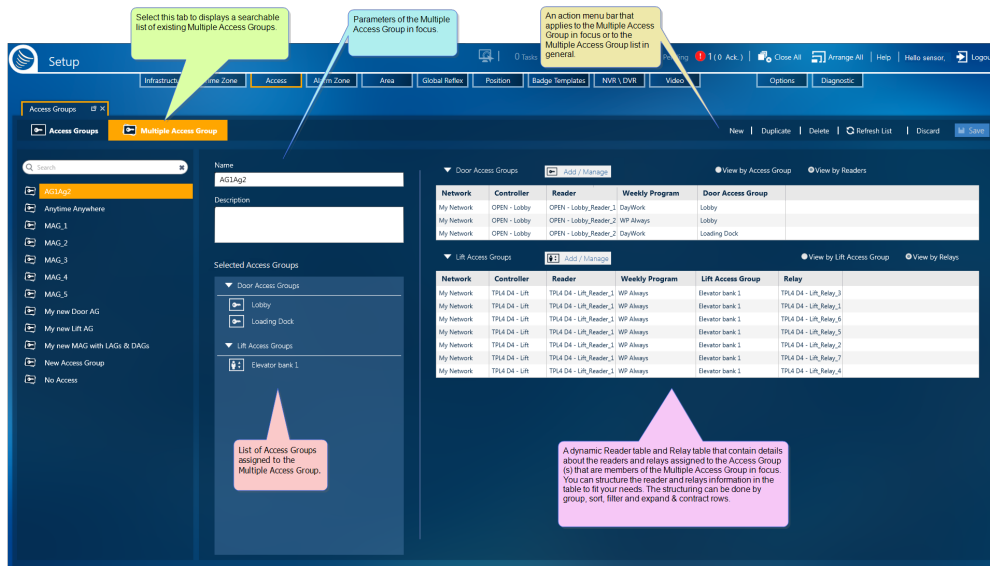 Select this tab to displays a searchable
list of existing Multiple Access Groups.
Parameters of the Multiple
Access Group in focus.
An action menu bar that
applies to the Multiple Access
Group in focus or to the
Multiple Access Group list in
general.
Setup
0 Tasks
Pending
1 ( 0 Ack. )
Close All
Arrange All
Help
Hello sensor,
Logou
Infrastructu
ime Zone
Access
Al rm Zone
Area
Global Reflex
Position
Badge Templates
NVR \ DVR
Video
Options
Diagnostic
Access Groups
Access Groups
Multiple Access Group
New
Duplicate
Delete
Refresh List
Discard
Save
Search
AG1Ag2
Anytime Anywhere
MAG_1
MAG_2
MAG_3
MAG_4
MAG_5
My new Door AG
My new Lift AG
My new MAG with LAGs & DAGs
New Access Group
No Access
Name
AG1Ag2
Description
Selected Access Groups
Door Access Groups
Lobby
Loading Dock
Lift Access Groups
Elevator bank 1
List of Access Groups
assigned to the
Multiple Access Group.
Door Access Groups
Add / Manage
View by Access Group
View by Readers
Network Controller Reader Weekly Program Door Access Group
My Network OPEN - Lobby OPEN - Lobby_Reader_1 DayWork Lobby
My Network OPEN - Lobby OPEN - Lobby_Reader_2 WP Always Lobby
My Network OPEN - Lobby OPEN - Lobby_Reader_2 DayWork Loading Dock
Lift Access Groups
Add / Manage
View by Lift Access Group
View by Relays
Network Controller Reader Weekly Program Lift Access Group Relay
My Network TPL4 D4 - Lift TPL4 D4 - Lift_Reader_1 WP Always Elevator bank 1 TPL4 D4 - Lift_Relay_3
My Network TPL4 D4 - Lift TPL4 D4 - Lift_Reader_1 WP Always Elevator bank 1 TPL4 D4 - Lift_Relay_1
My Network TPL4 D4 - Lift TPL4 D4 - Lift_Reader_1 WP Always Elevator bank 1 TPL4 D4 - Lift_Relay_6
My Network TPL4 D4 - Lift TPL4 D4 - Lift_Reader_1 WP Always Elevator bank 1 TPL4 D4 - Lift_Relay_5
My Network TPL4 D4 - Lift TPL4 D4 - Lift_Reader_1 WP Always Elevator bank 1 TPL4 D4 - Lift_Relay_2
My Network TPL4 D4 - Lift TPL4 D4 - Lift_Reader_1 WP Always Elevator bank 1 TPL4 D4 - Lift_Relay_7
My Network TPL4 D4 - Lift TPL4 D4 - Lift_Reader_1 WP Always Elevator bank 1 TPL4 D4 - Lift_Relay_4
A dynamic Reader table and Relay table that contain details
about the readers and relays assigned to the Access Group
(s) that are members of the Multiple Access Group in focus.
You can structure the reader and relays information in the
table to fit your needs. The structuring can be done by
group, sort, filter and expand & contract rows.